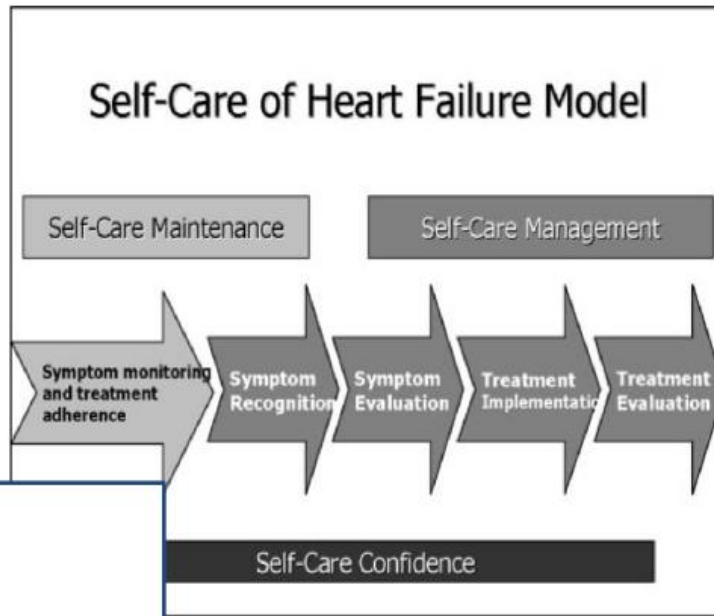 Self-Care of Heart Failure Model
Self-Care Maintenance
Self-Care Management
Symptom monitoring
and treatment
adherence
Symptom
Recognition
Symptom
Evaluation
Treatment
Implementatio
Treatment
Evaluation
Self-Care Confidence